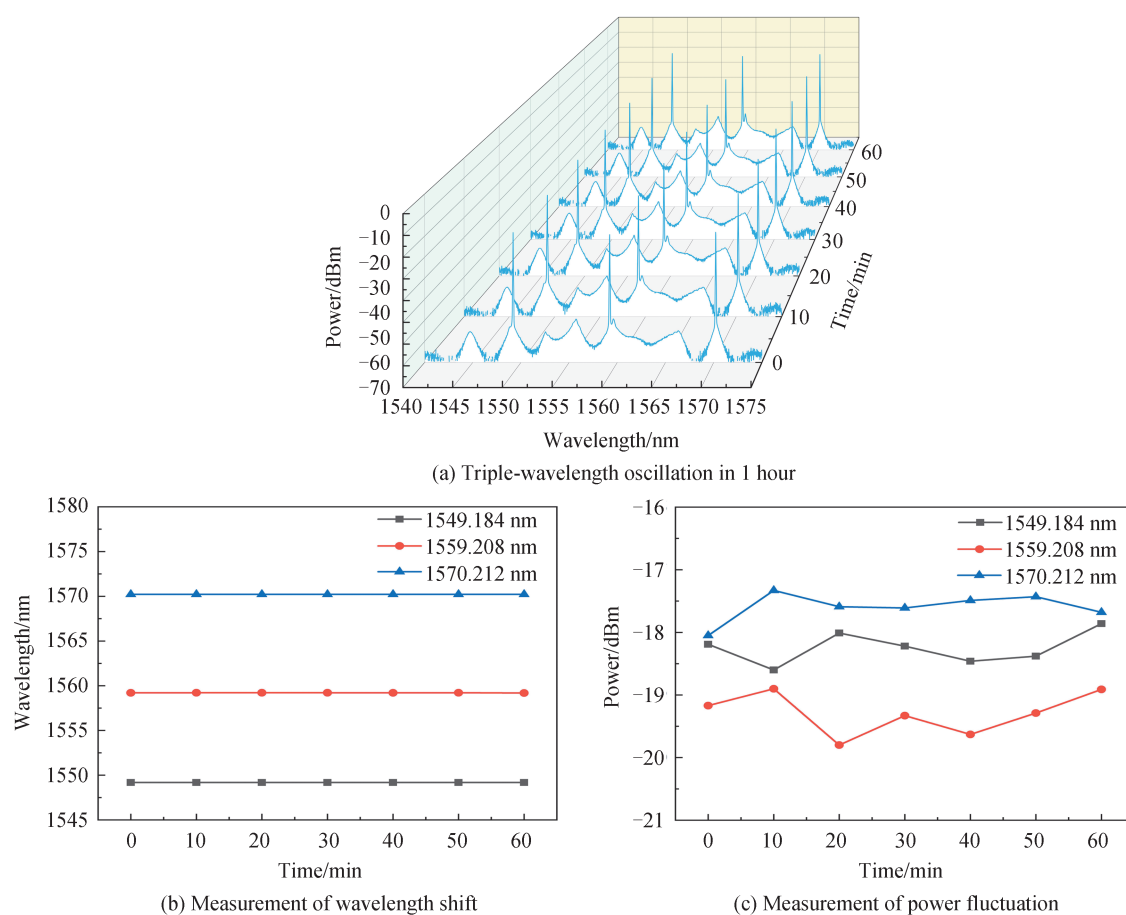 0
−10
−20
−30
−40
−50
−60
−70
Power/dBm
1540 1545 1550 1555 1560 1565 1570 1575
Wavelength/nm
0
10
20
30
40
50
60
Time/min
(a) Triple-wavelength oscillation in 1 hour
1580
1575
1570
1565
1560
1555
1550
1545
Wavelength/nm
1549.184 nm
1559.208 nm
1570.212 nm
0 10 20 30 40 50 60
Time/min
(b) Measurement of wavelength shift
−16
−17
−18
−19
−20
−21
Power/dBm
1549.184 nm
1559.208 nm
1570.212 nm
0 10 20 30 40 50 60
Time/min
(c) Measurement of power fluctuation